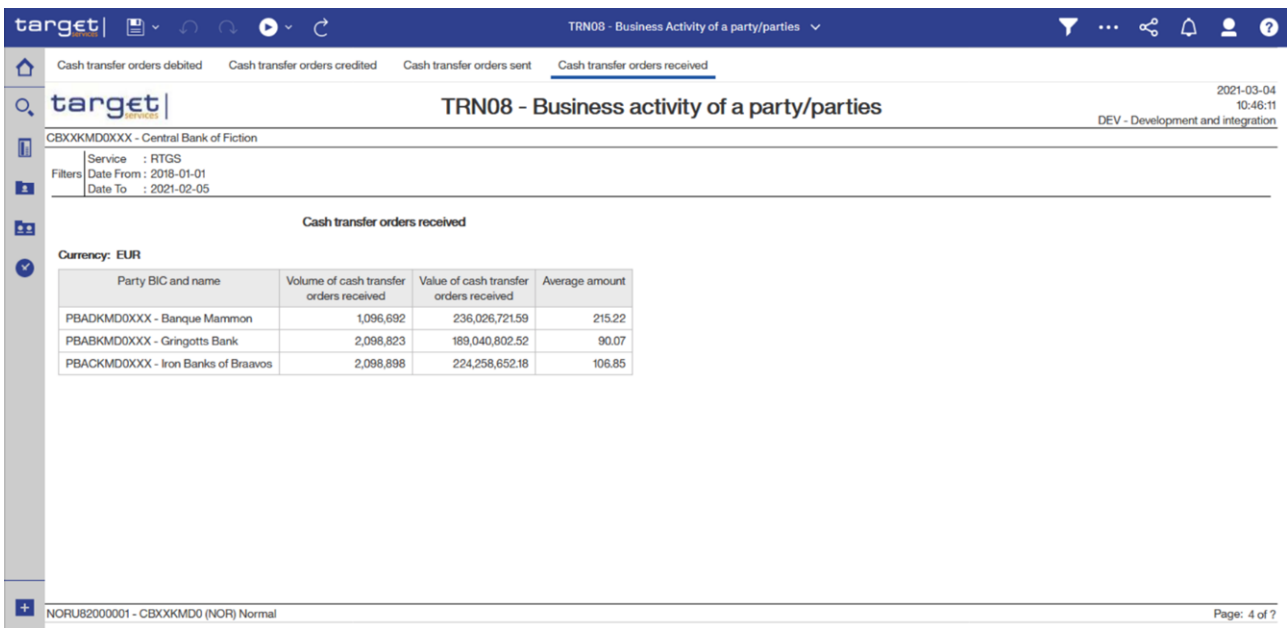 target|
services
TRN08 - Business Activity of a party/parties
?
Cash transfer orders debited
Cash transfer orders credited
Cash transfer orders sent
Cash transfer orders received
target|
services
TRN08 - Business activity of a party/parties
2021-03-04
10:46:11
DEV - Development and integration
CBXXKMD0XXX - Central Bank of Fiction
Filters
Service : RTGS
Date From : 2018-01-01
Date To : 2021-02-05
Cash transfer orders received
Currency: EUR
Party BIC and name Volume of cash transfer orders received Value of cash transfer orders received Average amount
PBADKMD0XXX - Banque Mammon 1,096,692 236,026,721.59 215.22
PBABKMD0XXX - Gringotts Bank 2,098,823 189,040,802.52 90.07
PBACKMD0XXX - Iron Banks of Braavos 2,098,898 224,258,652.18 106.85
NORU82000001 - CBXXKMD0 (NOR) Normal
Page: 4 of ?